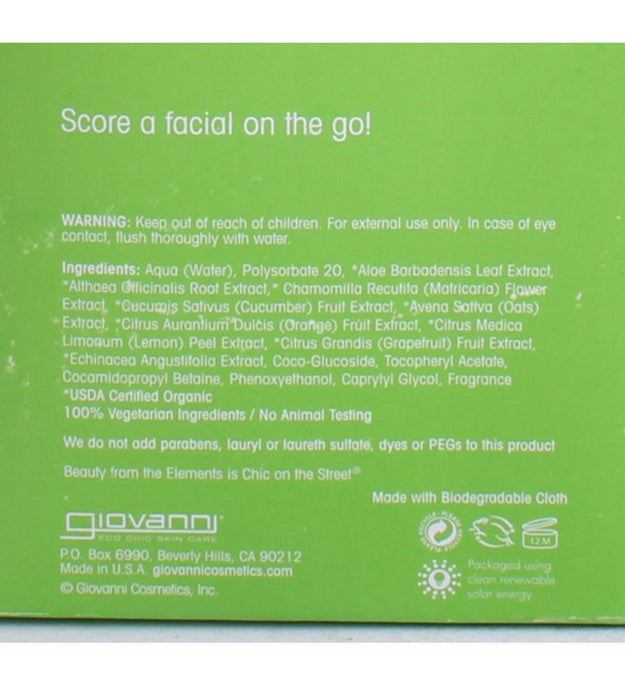 Score a facial on the go!
WARNING: Keep out of reach of children. For external use only. In case of eye
contact, flush thoroughly with water.
Ingredients: Aqua (Water), Polysorbate 20, *Aloe Barbadensis Leaf Extract,
*Althaea Officinalis Root Extract,* Chamomilla Recutita (Matricaria) Flower
Extract, *Cucumis Sativus (Cucumber) Fruit Extract, *Avena Sativa (Oats)
Extract, *Citrus Aurantium Dulcis (Orange) Fruit Extract, *Citrus Medica
Limonum (Lemon) Peel Extract, *Citrus Grandis (Grapefruit) Fruit Extract,
*Echinacea Angustifolia Extract, Coco-Glucoside, Tocopheryl Acetate,
Cocamidopropyl Betaine, Phenoxyethanol, Caprylyl Glycol, Fragrance
*USDA Certified Organic
100% Vegetarian Ingredients / No Animal Testing
We do not add parabens, lauryl or laureth sulfate, dyes or PEGs to this product
Beauty from the Elements is Chic on the Street
Made with Biodegradable Cloth
giovanni
ECO CHIC SKIN CARE
P.O. Box 6990, Beverly Hills, CA 90212
Made in U.S.A. giovannicosmetics.com
© Giovanni Cosmetics, Inc.
12 M
Packaged using
clean renewable
solar energy